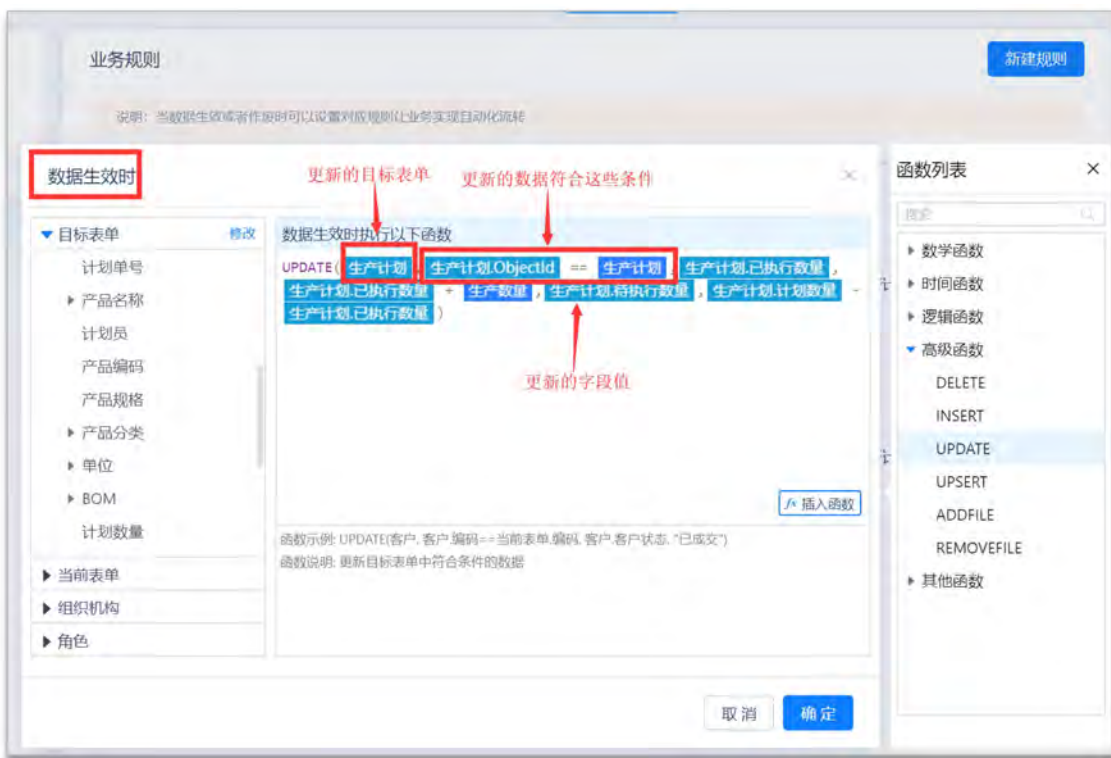 业务规则
新建规则
说明：当数据生效或者作废时可以设置对应规则让业务实现自动化流转
数据生效时
更新的目标表单
更新的数据符合这些条件
函数列表
搜索
目标表单
修改
计划单号
产品名称
计划员
产品编码
产品规格
产品分类
单位
BOM
计划数量
当前表单
组织机构
角色
数据生效时执行以下函数
UPDATE( 生产计划 , 生产计划.ObjectId == 生产计划 , 生产计划.已执行数量 ,
生产计划.已执行数量 + 生产数量 , 生产计划.待执行数量 , 生产计划.计划数量 -
生产计划.已执行数量 )
更新的字段值
fx 插入函数
函数示例: UPDATE(客户, 客户.编码==当前表单.编码, 客户.客户状态, "已成交")
函数说明: 更新目标表单中符合条件的数据
数学函数
时间函数
逻辑函数
高级函数
DELETE
INSERT
UPDATE
UPSERT
ADDFILE
REMOVEFILE
其他函数
取消
确定